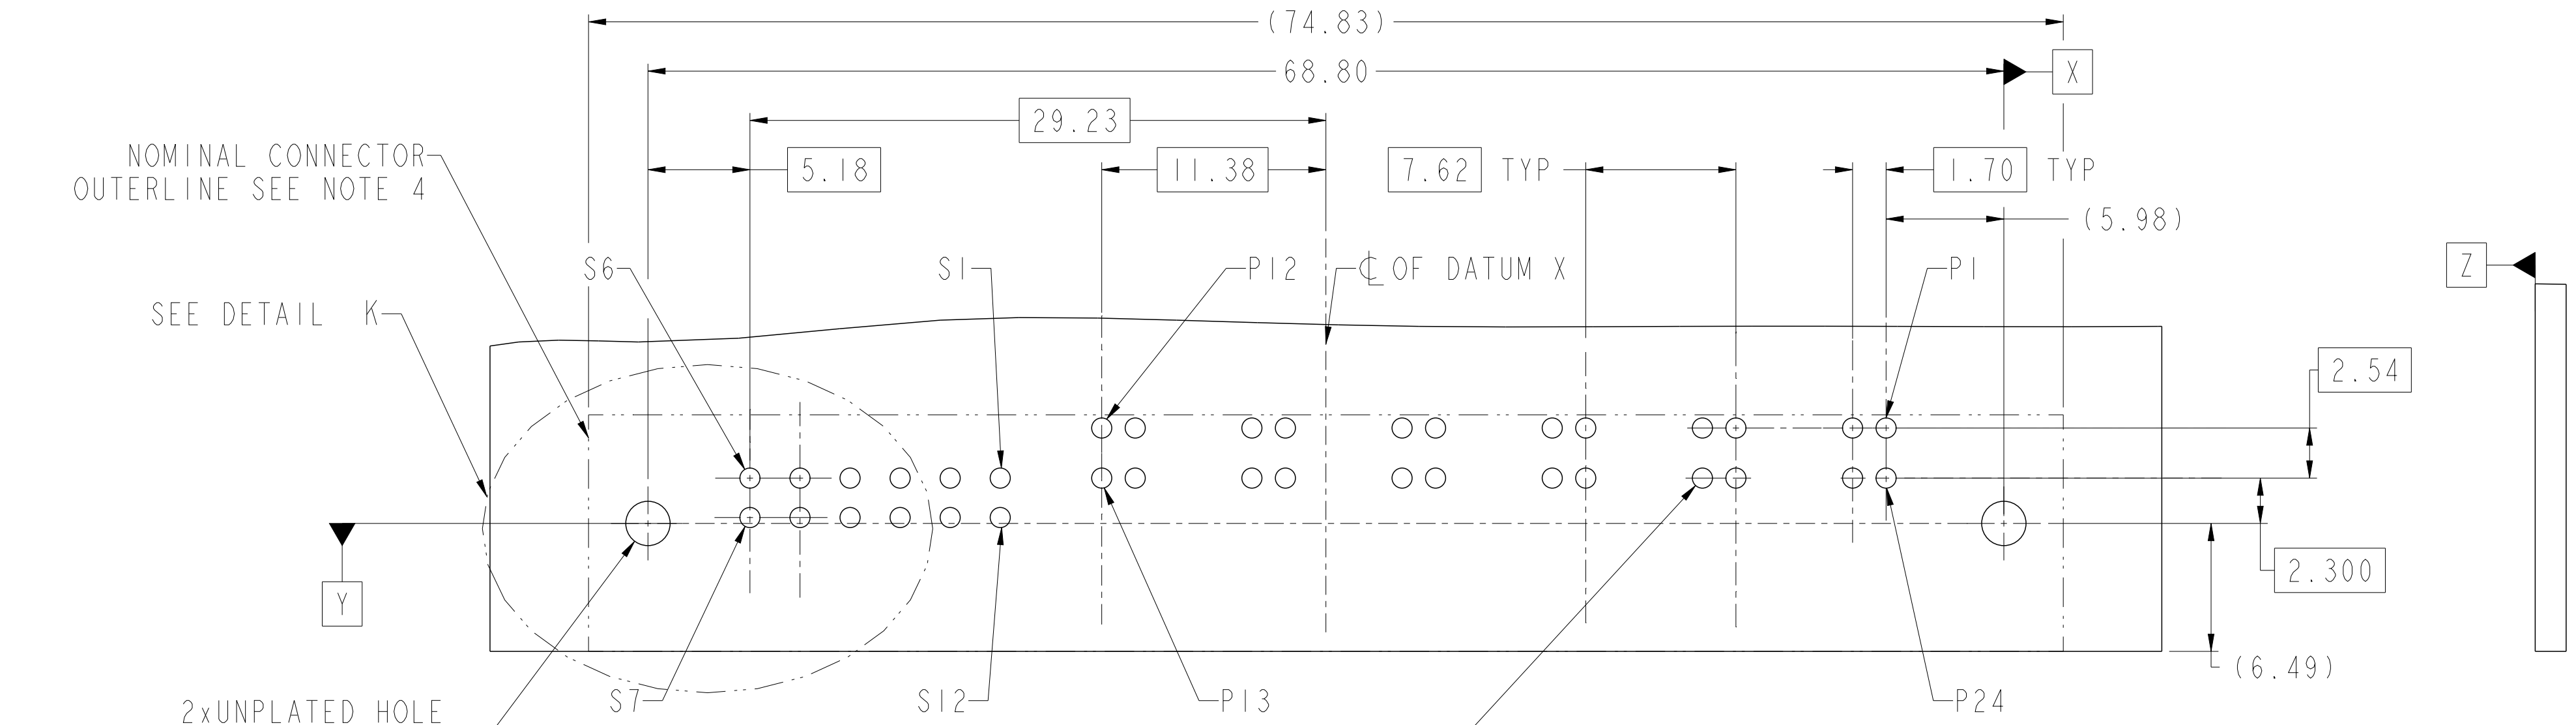 (74.83)
68.80
X
29.23
NOMINAL CONNECTOR
OUTERLINE SEE NOTE 4
5.18
11.38
7.62 TYP
1.70 TYP
(5.98)
S6
S1
P12
℄ OF DATUM X
P1
Z
SEE DETAIL K
2.54
2.300
Y
(6.49)
2xUNPLATED HOLE
S7
S12
P13
P24